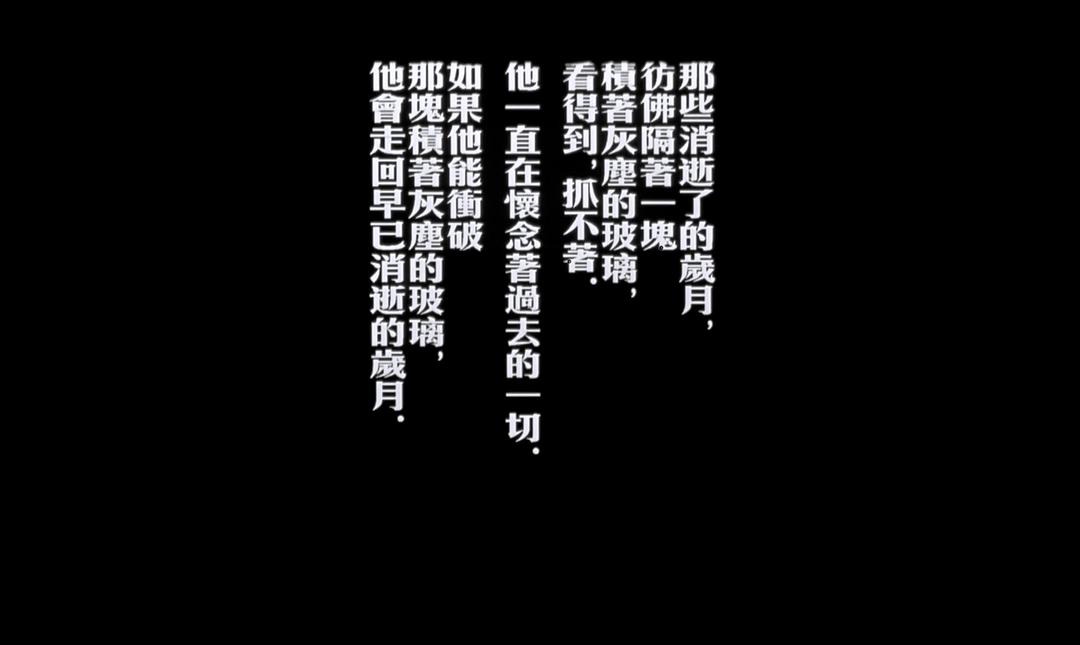 那些消逝了的歲月，
彷佛隔著一塊
積著灰塵的玻璃，
看得到，抓不著．
他一直在懷念著過去的一切．
如果他能衝破
那塊積著灰塵的玻璃，
他會走回早已消逝的歲月．